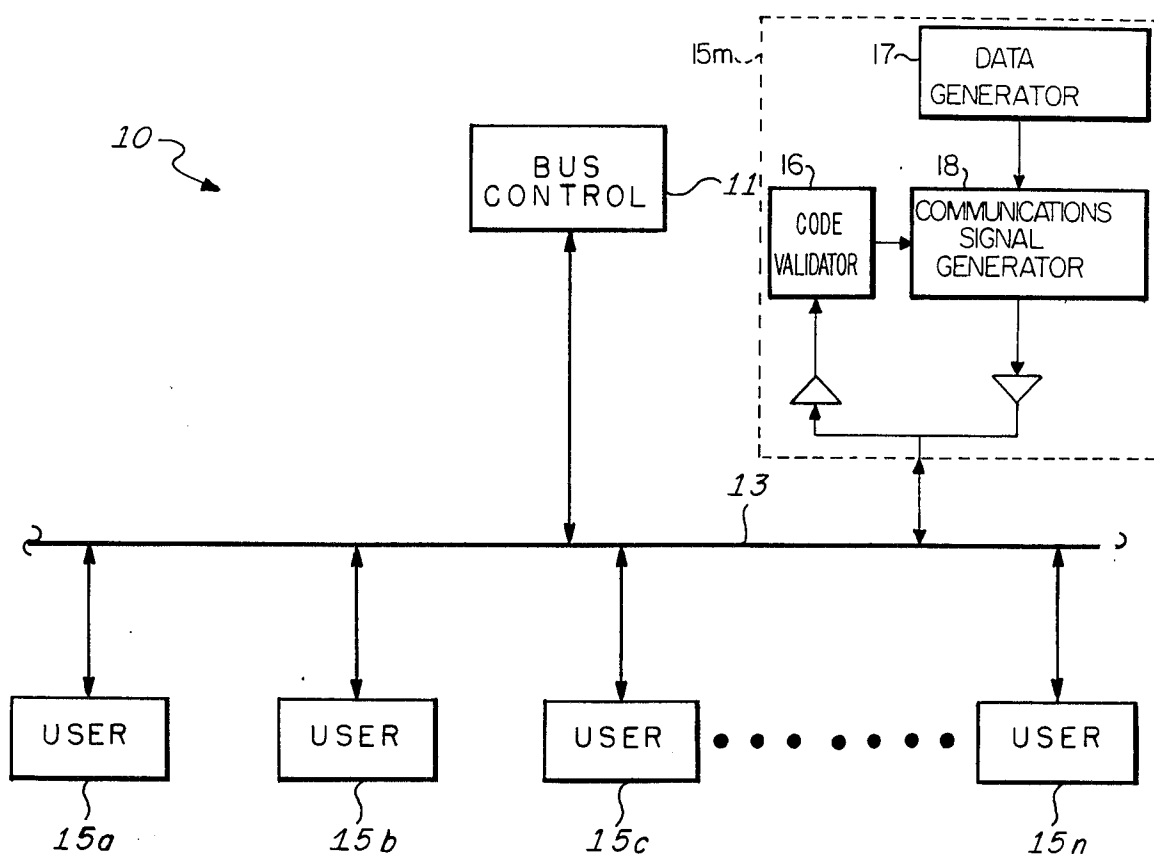 15m
17
DATA
GENERATOR
10
BUS
CONTROL
11
16
CODE
VALIDATOR
18
COMMUNICATIONS
SIGNAL
GENERATOR
13
USER
USER
USER
USER
15a
15b
15c
15n